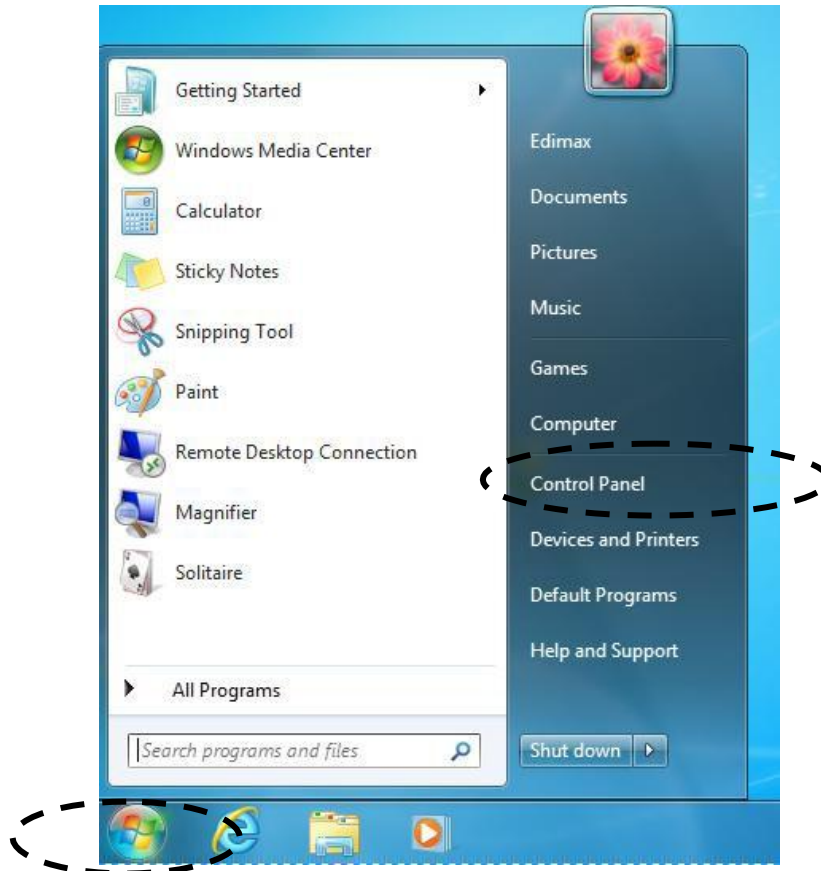 Getting Started
Windows Media Center
Calculator
Sticky Notes
Snipping Tool
Paint
Remote Desktop Connection
Magnifier
Solitaire
All Programs
Search programs and files
Edimax
Documents
Pictures
Music
Games
Computer
Control Panel
Devices and Printers
Default Programs
Help and Support
Shut down